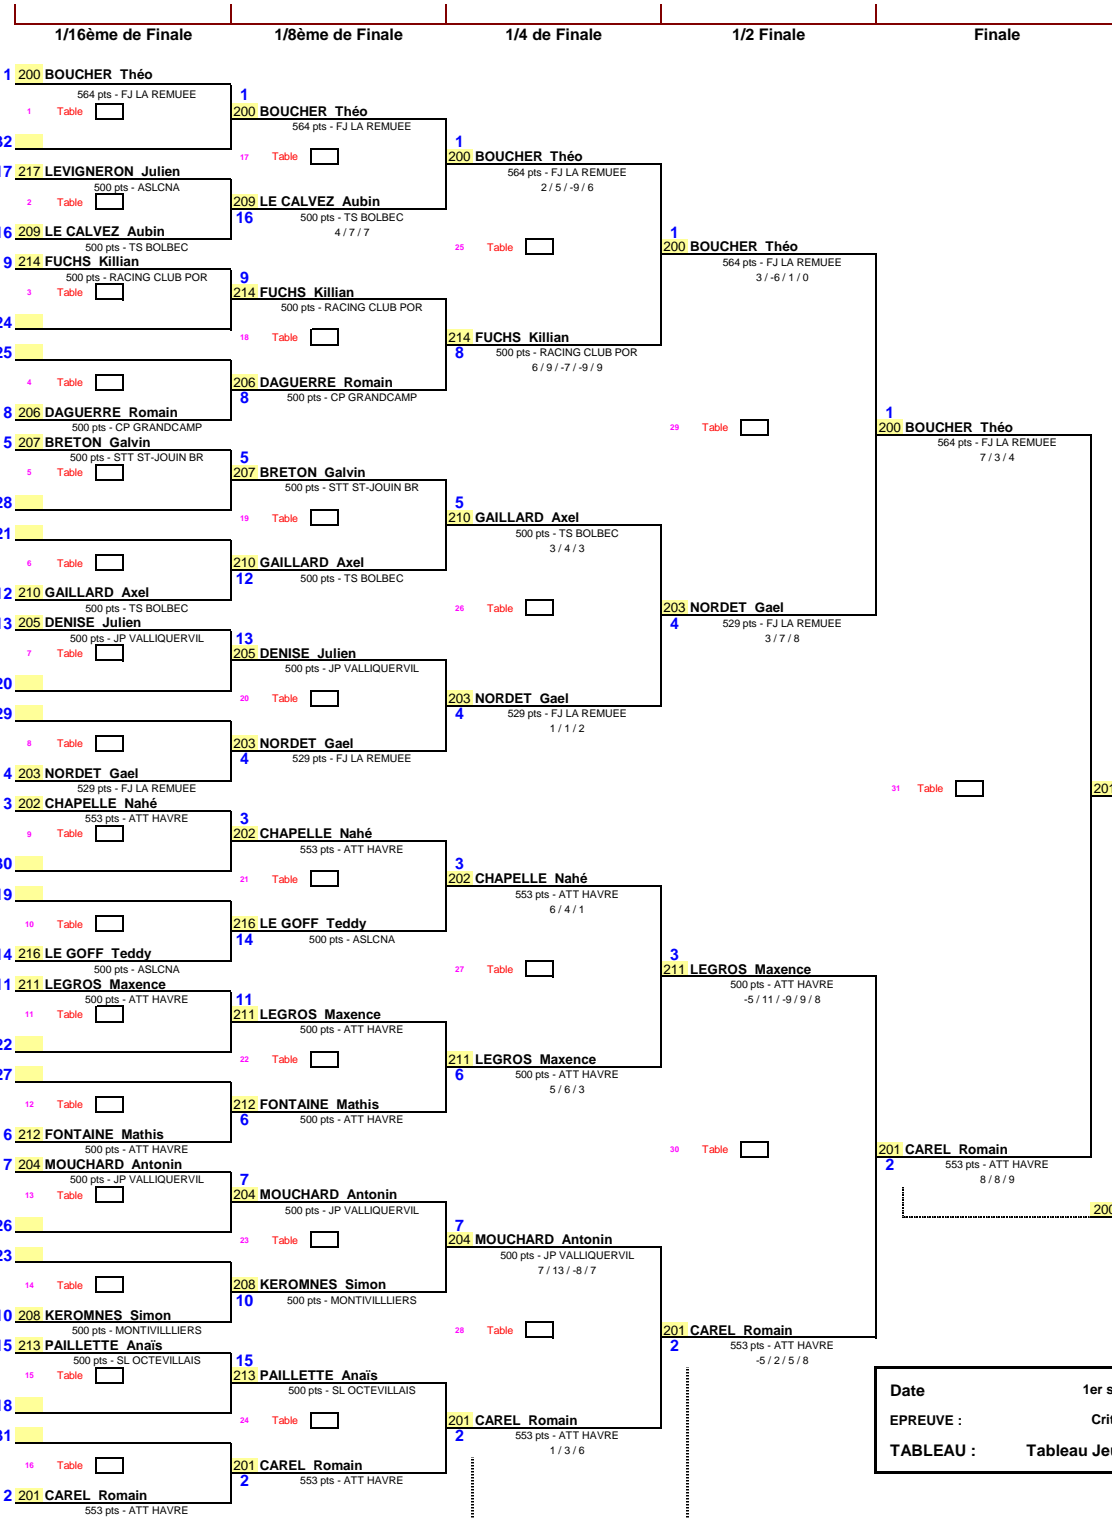 1/16ème de Finale
1/8ème de Finale
1/4 de Finale
1/2 Finale
Finale
1 200 BOUCHER Théo
564 pts - FJ LA REMUEE
1 Table
32
17 217 LEVIGNERON Julien
500 pts - ASLCNA
2 Table
16 209 LE CALVEZ Aubin
500 pts - TS BOLBEC
9 214 FUCHS Killian
500 pts - RACING CLUB POR
3 Table
24
25
4 Table
8 206 DAGUERRE Romain
500 pts - CP GRANDCAMP
5 207 BRETON Galvin
500 pts - STT ST-JOUIN BR
5 Table
28
21
6 Table
12 210 GAILLARD Axel
500 pts - TS BOLBEC
13 205 DENISE Julien
500 pts - JP VALLIQUERVIL
7 Table
20
29
8 Table
4 203 NORDET Gael
529 pts - FJ LA REMUEE
3 202 CHAPELLE Nahé
553 pts - ATT HAVRE
9 Table
30
19
10 Table
14 216 LE GOFF Teddy
500 pts - ASLCNA
11 211 LEGROS Maxence
500 pts - ATT HAVRE
11 Table
22
27
12 Table
6 212 FONTAINE Mathis
500 pts - ATT HAVRE
7 204 MOUCHARD Antonin
500 pts - JP VALLIQUERVIL
13 Table
26
23
14 Table
10 208 KEROMNES Simon
500 pts - MONTIVILLLIERS
15 213 PAILLETTE Anaïs
500 pts - SL OCTEVILLAIS
15 Table
18
31
16 Table
2 201 CAREL Romain
553 pts - ATT HAVRE
1
200 BOUCHER Théo
564 pts - FJ LA REMUEE
17 Table
209 LE CALVEZ Aubin
16 500 pts - TS BOLBEC
4 / 7 / 7
9
214 FUCHS Killian
500 pts - RACING CLUB POR
18 Table
206 DAGUERRE Romain
8 500 pts - CP GRANDCAMP
5
207 BRETON Galvin
500 pts - STT ST-JOUIN BR
19 Table
210 GAILLARD Axel
12 500 pts - TS BOLBEC
13
205 DENISE Julien
500 pts - JP VALLIQUERVIL
20 Table
203 NORDET Gael
4 529 pts - FJ LA REMUEE
3
202 CHAPELLE Nahé
553 pts - ATT HAVRE
21 Table
216 LE GOFF Teddy
14 500 pts - ASLCNA
11
211 LEGROS Maxence
500 pts - ATT HAVRE
22 Table
212 FONTAINE Mathis
6 500 pts - ATT HAVRE
7
204 MOUCHARD Antonin
500 pts - JP VALLIQUERVIL
23 Table
208 KEROMNES Simon
10 500 pts - MONTIVILLLIERS
15
213 PAILLETTE Anaïs
500 pts - SL OCTEVILLAIS
24 Table
201 CAREL Romain
2 553 pts - ATT HAVRE
1
200 BOUCHER Théo
564 pts - FJ LA REMUEE
2 / 5 / -9 / 6
25 Table
214 FUCHS Killian
8 500 pts - RACING CLUB POR
6 / 9 / -7 / -9 / 9
5
210 GAILLARD Axel
500 pts - TS BOLBEC
3 / 4 / 3
26 Table
203 NORDET Gael
4 529 pts - FJ LA REMUEE
1 / 1 / 2
3
202 CHAPELLE Nahé
553 pts - ATT HAVRE
6 / 4 / 1
27 Table
211 LEGROS Maxence
6 500 pts - ATT HAVRE
5 / 6 / 3
7
204 MOUCHARD Antonin
500 pts - JP VALLIQUERVIL
7 / 13 / -8 / 7
28 Table
201 CAREL Romain
2 553 pts - ATT HAVRE
1 / 3 / 6
1
200 BOUCHER Théo
564 pts - FJ LA REMUEE
3 / -6 / 1 / 0
29 Table
203 NORDET Gael
4 529 pts - FJ LA REMUEE
3 / 7 / 8
3
211 LEGROS Maxence
500 pts - ATT HAVRE
-5 / 11 / -9 / 9 / 8
30 Table
201 CAREL Romain
2 553 pts - ATT HAVRE
-5 / 2 / 5 / 8
1
200 BOUCHER Théo
564 pts - FJ LA REMUEE
7 / 3 / 4
31 Table
201
201 CAREL Romain
2 553 pts - ATT HAVRE
8 / 8 / 9
200
Date 1er s
EPREUVE : Crit
TABLEAU : Tableau Jeu